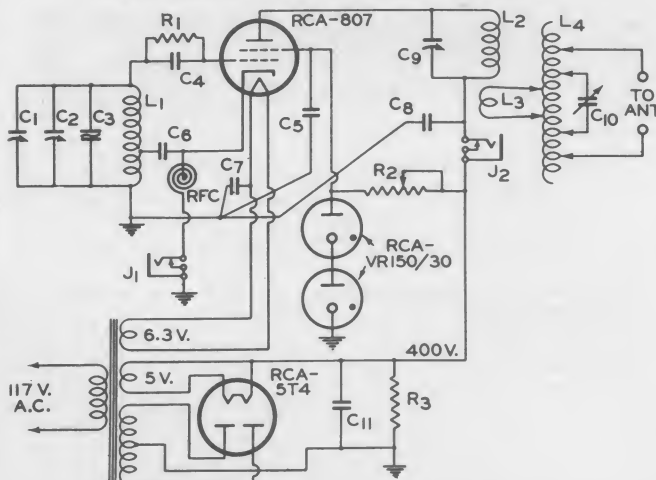 R1
RCA-807
L2
L4
C9
C4
C1
C2
C3
L1
C6
C5
C8
L3
C10
TO
ANT.
C7
RFC
R2
J2
J1
RCA-
VR150/30
6.3 V.
400 V.
117 V.
A.C.
5 V.
RCA-
5T4
C11
R3